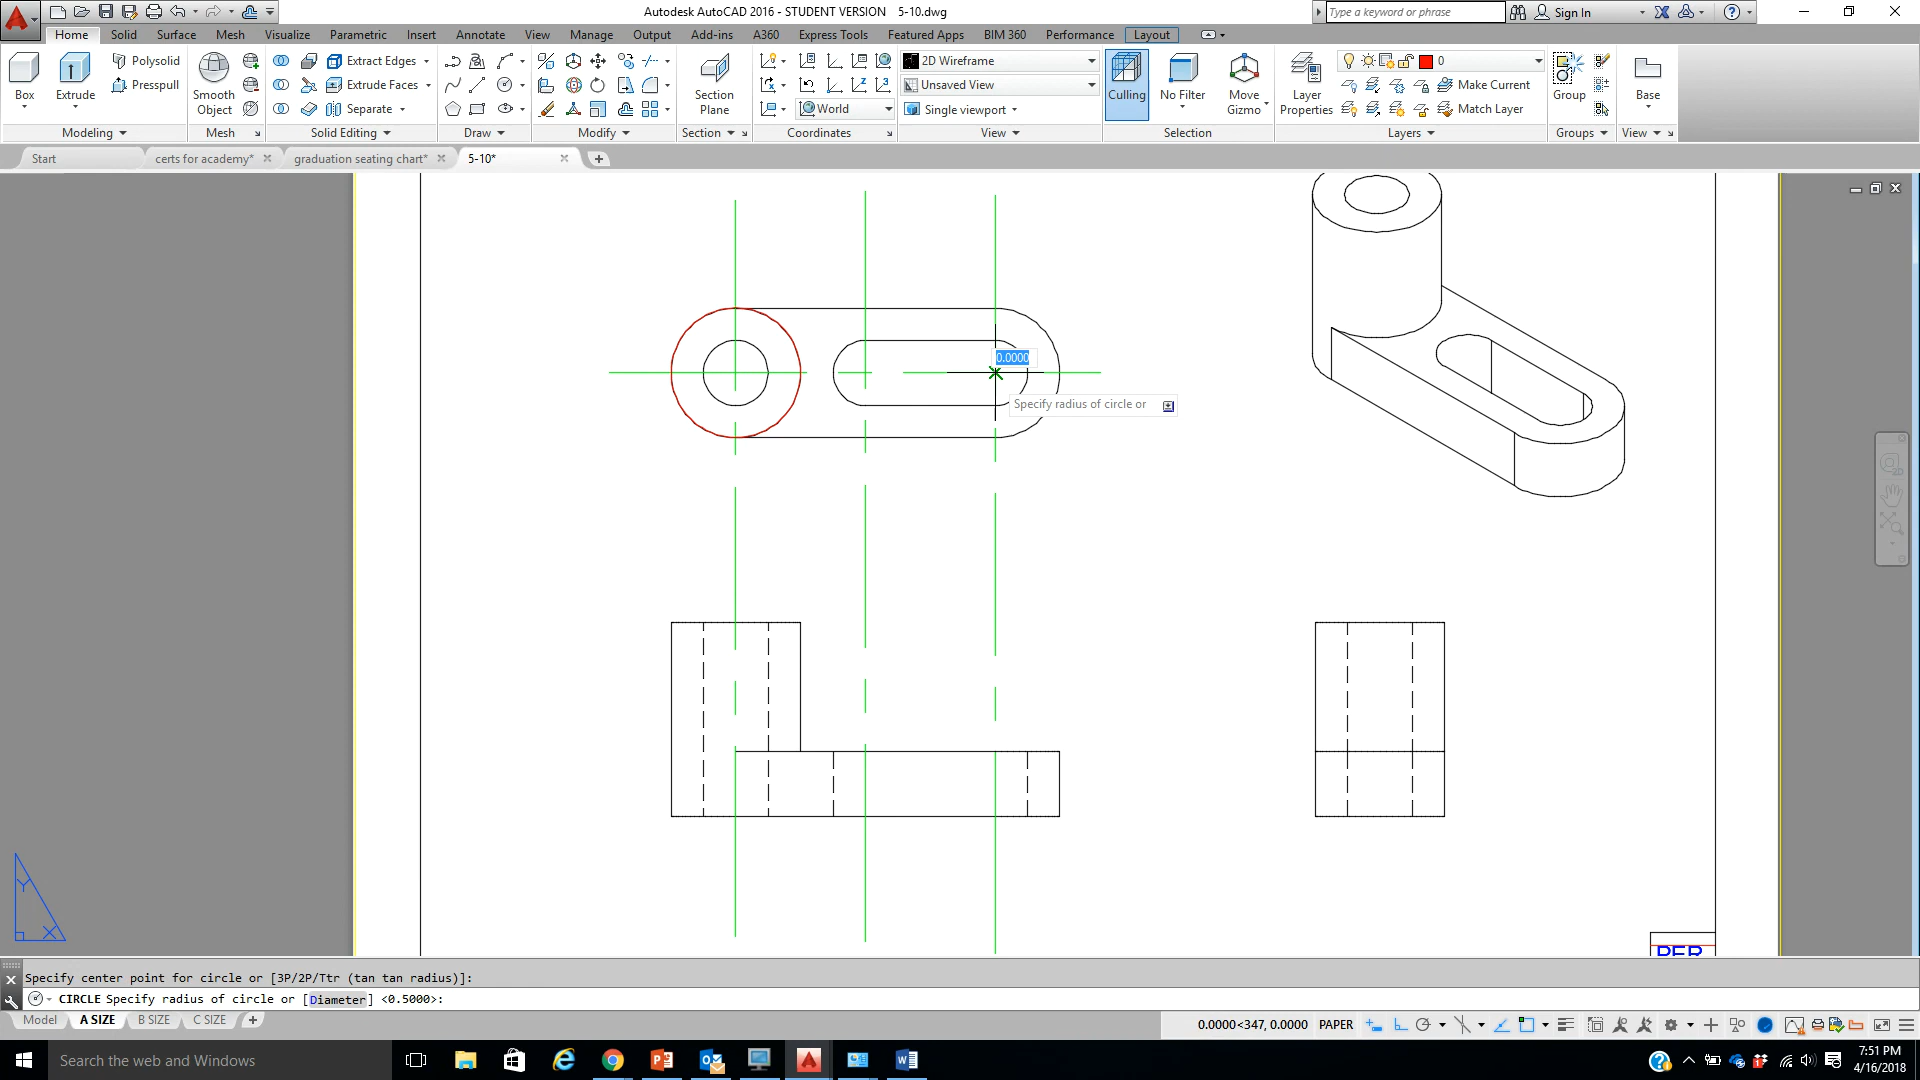 Autodesk AutoCAD 2016 - STUDENT VERSION 5-10.dwg
Type a keyword or phrase
Sign In
Home Solid Surface Mesh Visualize Parametric Insert Annotate View Manage Output Add-ins A360 Express Tools Featured Apps BIM 360 Performance Layout
Box
Extrude
Polysolid
Presspull
Smooth Object
Extract Edges
Extrude Faces
Separate
Section Plane
World
2D Wireframe
Unsaved View
Single viewport
Culling
No Filter
Move Gizmo
Layer Properties
0
Make Current
Match Layer
Group
Base
Modeling Mesh Solid Editing Draw Modify Section Coordinates View Selection Layers Groups View
Start certs for academy* graduation seating chart* 5-10*
0.0000
Specify radius of circle or
Y
X
PER
Specify center point for circle or [3P/2P/Ttr (tan tan radius)]:
CIRCLE Specify radius of circle or [Diameter] <0.5000>:
Model A SIZE B SIZE C SIZE
0.0000<347, 0.0000 PAPER
Search the web and Windows
7:51 PM
4/16/2018